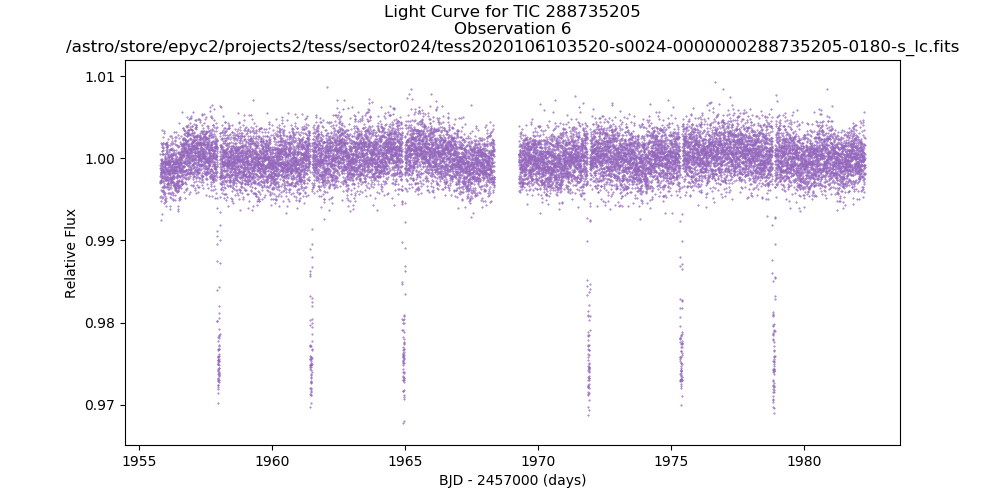 Light Curve for TIC 288735205
Observation 6
/astro/store/epyc2/projects2/tess/sector024/tess2020106103520-s0024-0000000288735205-0180-s_lc.fits
1.01
1.00
0.99
0.98
0.97
Relative Flux
1955
1960
1965
1970
1975
1980
BJD - 2457000 (days)